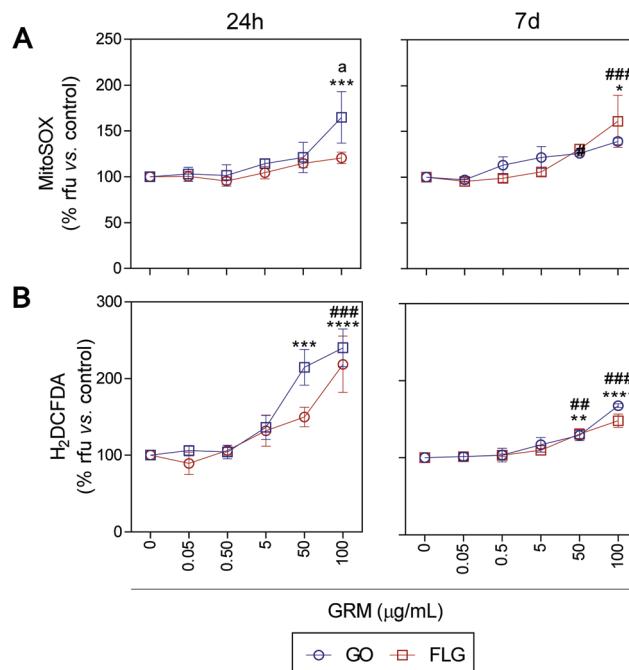 24h
7d
A
MitoSOX
(% rfu vs. control)
250
200
150
100
50
0
a
***
###
*
#
B
H₂DCFDA
(% rfu vs. control)
300
200
100
0
***
###
****
##
**
###
****
0
0.05
0.50
5
50
100
0
0.05
0.5
5
50
100
GRM (µg/mL)
GO
FLG